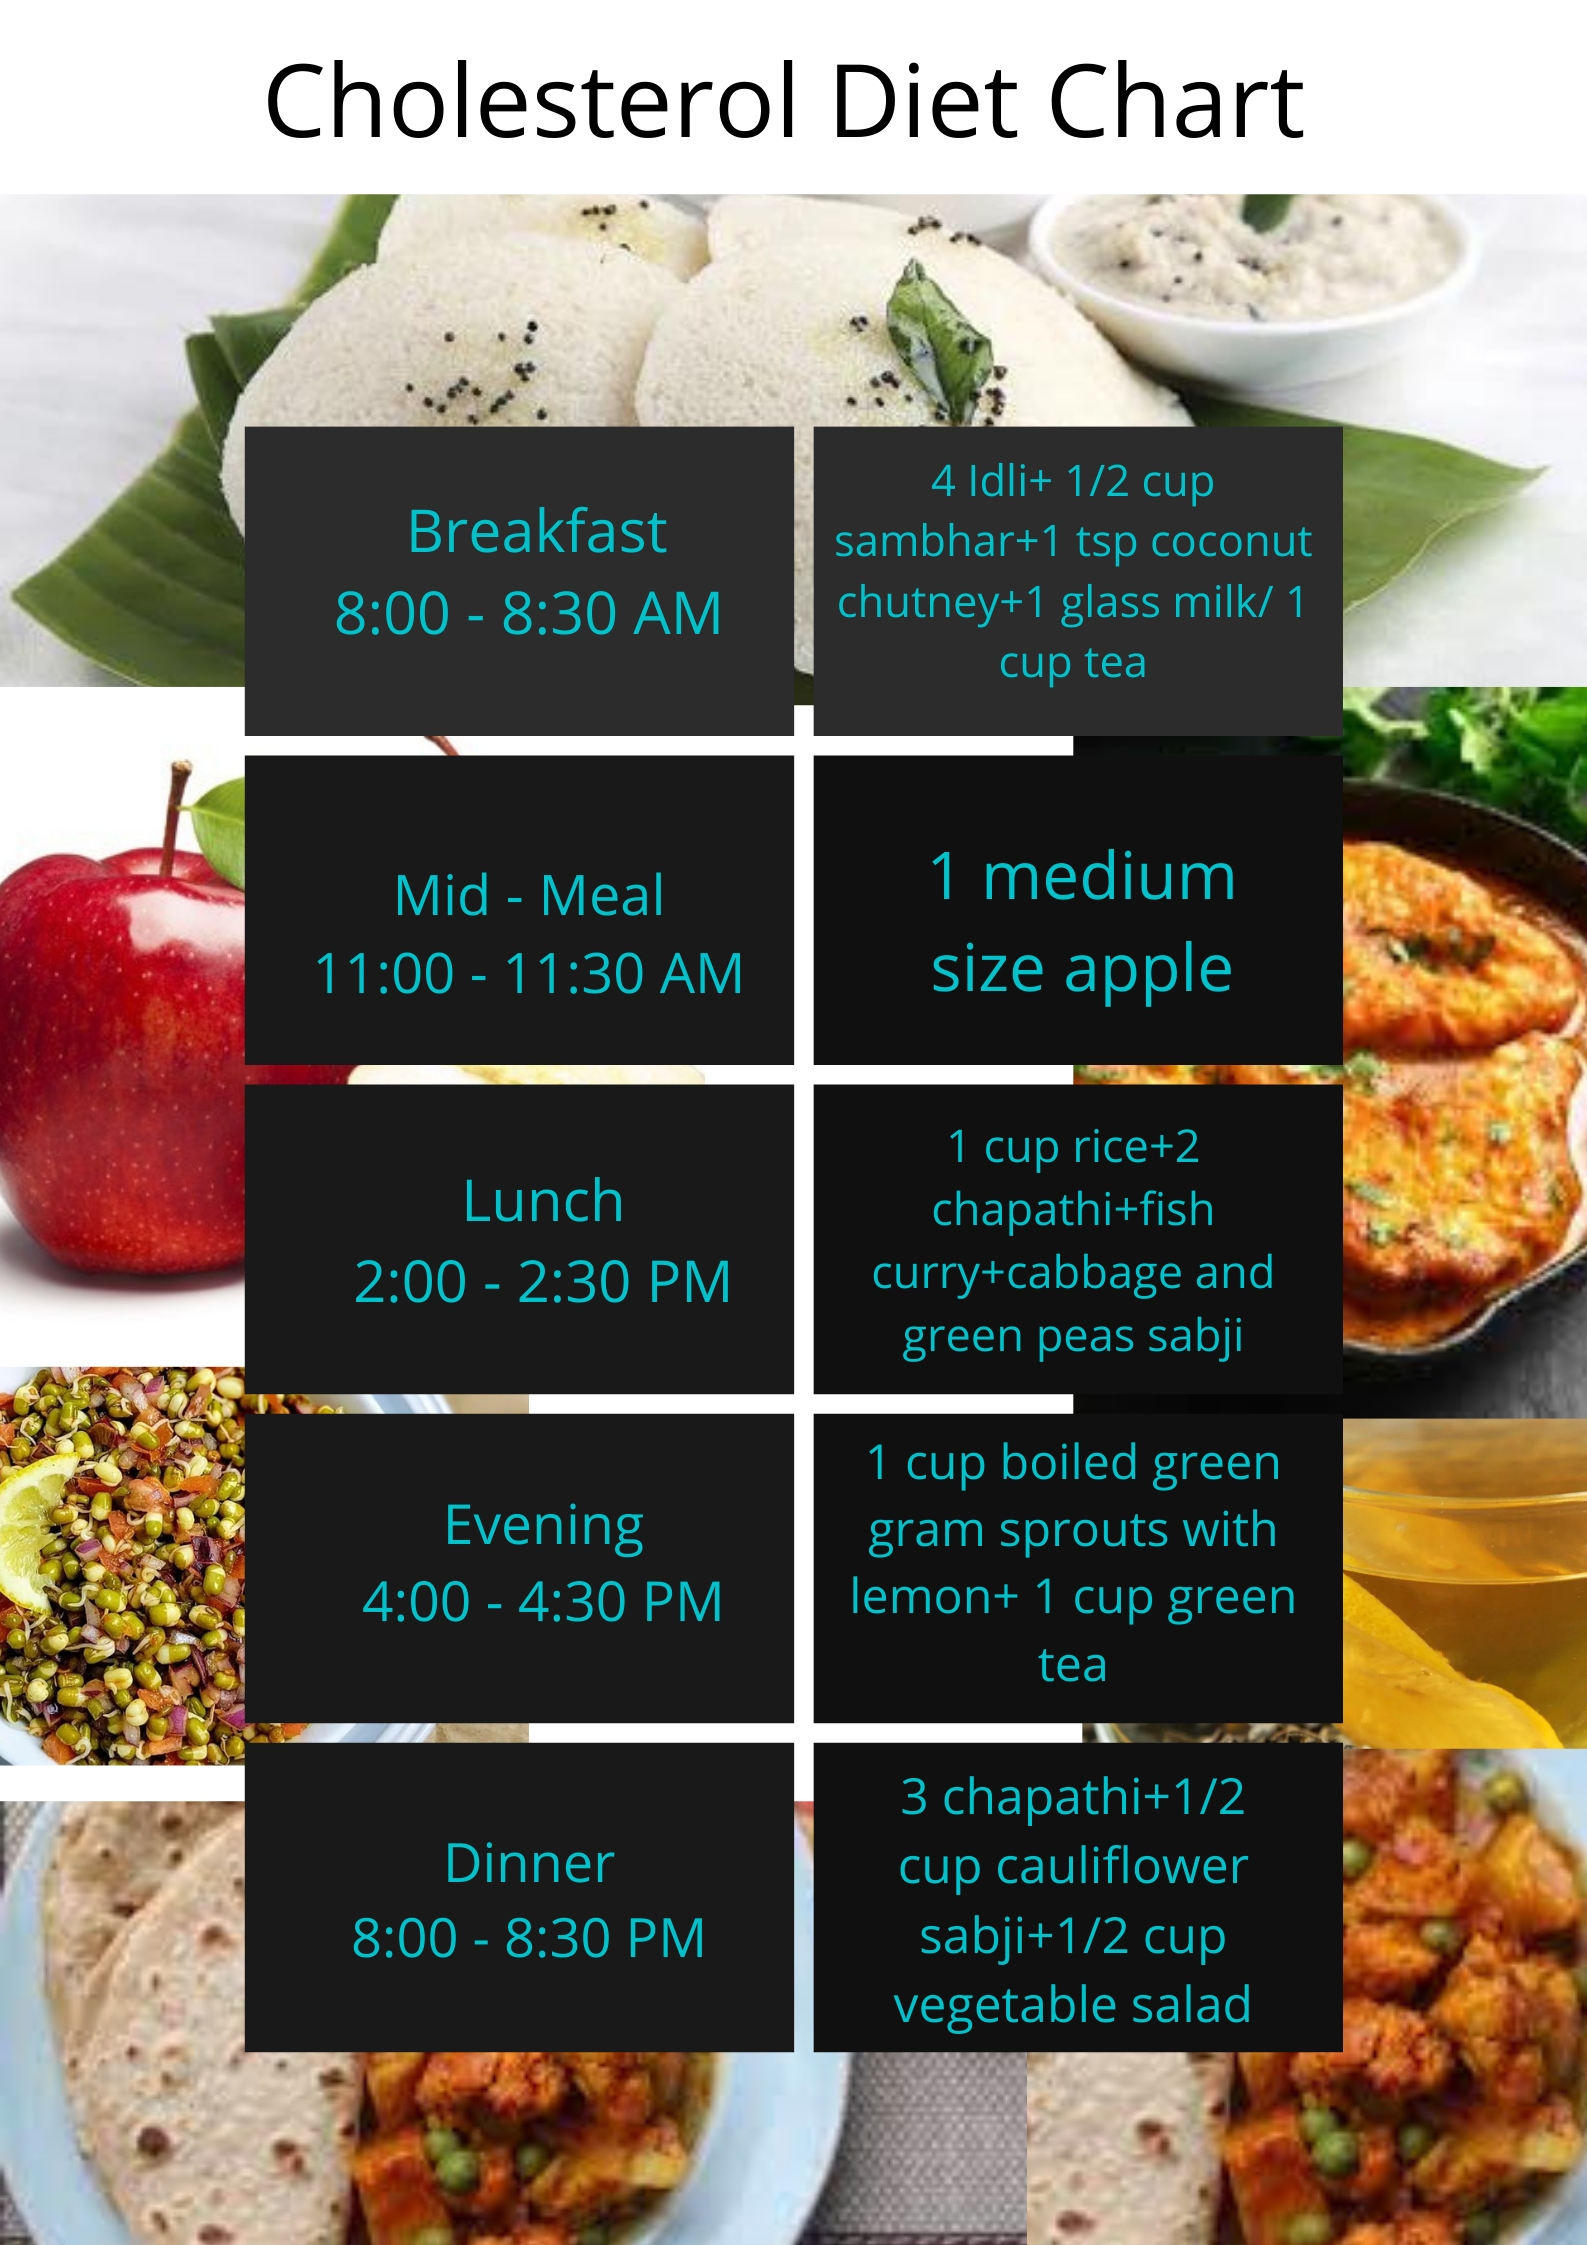 Cholesterol Diet Chart
Breakfast
8:00 - 8:30 AM
4 Idli+ 1/2 cup
sambhar+1 tsp coconut
chutney+1 glass milk/ 1
cup tea
Mid - Meal
11:00 - 11:30 AM
1 medium
size apple
Lunch
2:00 - 2:30 PM
1 cup rice+2
chapathi+fish
curry+cabbage and
green peas sabji
Evening
4:00 - 4:30 PM
1 cup boiled green
gram sprouts with
lemon+ 1 cup green
tea
Dinner
8:00 - 8:30 PM
3 chapathi+1/2
cup cauliflower
sabji+1/2 cup
vegetable salad